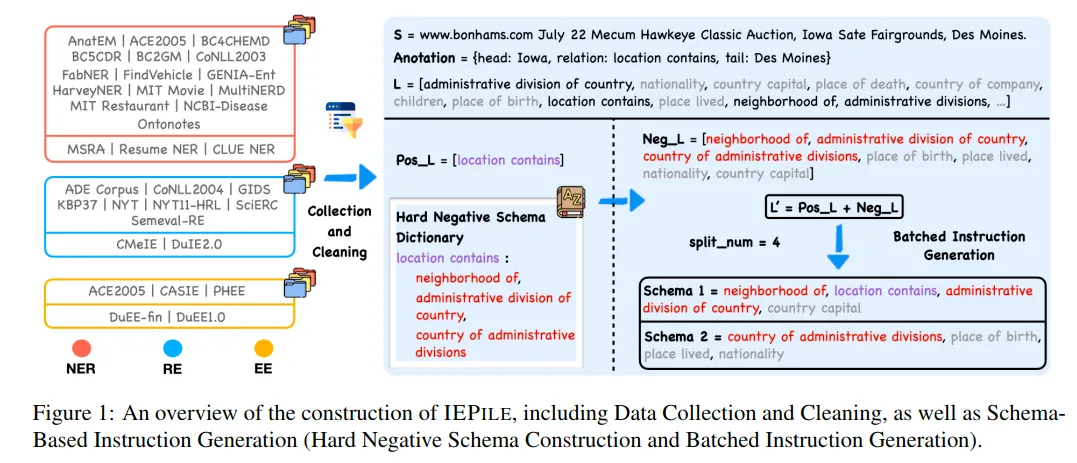 AnatEM | ACE2005 | BC4CHEMD
BC5CDR | BC2GM | CoNLL2003
FabNER | FindVehicle | GENIA-Ent
HarveyNER | MIT Movie | MultiNERD
MIT Restaurant | NCBI-Disease
Ontonotes
MSRA | Resume NER | CLUE NER
ADE Corpus | CoNLL2004 | GIDS
KBP37 | NYT | NYT11-HRL | SciERC
Semeval-RE
CMeIE | DuIE2.0
ACE2005 | CASIE | PHEE
DuEE-fin | DuEE1.0
NER
RE
EE
Collection
and
Cleaning
S = www.bonhams.com July 22 Mecum Hawkeye Classic Auction, Iowa Sate Fairgrounds, Des Moines.
Anotation = {head: Iowa, relation: location contains, tail: Des Moines}
L = [administrative division of country, nationality, country capital, place of death, country of company,
children, place of birth, location contains, place lived, neighborhood of, administrative divisions, ...]
Pos_L = [location contains]
Hard Negative Schema
Dictionary
location contains :
neighborhood of,
administrative division of
country,
country of administrative
divisions
A Z
Neg_L = [neighborhood of, administrative division of country,
country of administrative divisions, place of birth, place lived,
nationality, country capital]
L' = Pos_L + Neg_L
split_num = 4
Batched Instruction
Generation
Schema 1 = neighborhood of, location contains, administrative
division of country, country capital
Schema 2 = country of administrative divisions, place of birth,
place lived, nationality
Figure 1: An overview of the construction of IEPILE, including Data Collection and Cleaning, as well as Schema-
Based Instruction Generation (Hard Negative Schema Construction and Batched Instruction Generation).